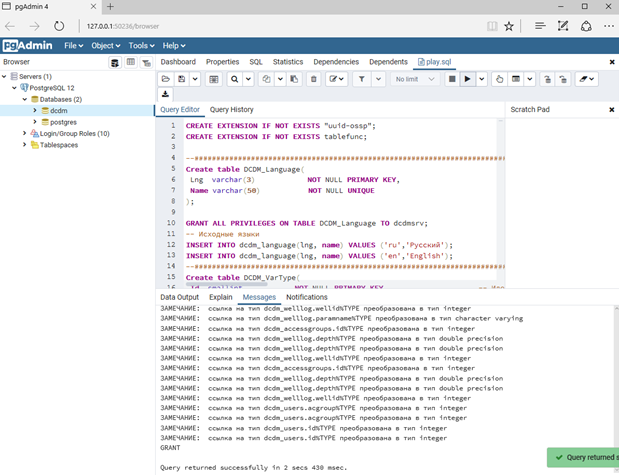 pgAdmin 4
127.0.0.1:50236/browser
pgAdmin File Object Tools Help
Browser
Dashboard Properties SQL Statistics Dependencies Dependents play.sql
Servers (1)
PostgreSQL 12
Databases (2)
dcdm
postgres
Login/Group Roles (10)
Tablespaces
No limit
Query Editor Query History
Scratch Pad
1 CREATE EXTENSION IF NOT EXISTS "uuid-ossp";
2 CREATE EXTENSION IF NOT EXISTS tablefunc;
3
4
5 Create table DCDM_Language(
6 Lng varchar(3) NOT NULL PRIMARY KEY,
7 Name varchar(50) NOT NULL UNIQUE
8 );
9
10 GRANT ALL PRIVILEGES ON TABLE DCDM_Language TO dcdmsrv;
11 -- Исходные языки
12 INSERT INTO dcdm_language(lng, name) VALUES ('ru','Русский');
13 INSERT INTO dcdm_language(lng, name) VALUES ('en','English');
14
15 Create table DCDM_VarType(
16 NOT NULL PRIMARY KEY,
Data Output Explain Messages Notifications
ЗАМЕЧАНИЕ: ссылка на тип dcdm_welllog.wellid%TYPE преобразована в тип integer
ЗАМЕЧАНИЕ: ссылка на тип dcdm_welllog.paramname%TYPE преобразована в тип character varying
ЗАМЕЧАНИЕ: ссылка на тип dcdm_accessgroups.id%TYPE преобразована в тип integer
ЗАМЕЧАНИЕ: ссылка на тип dcdm_welllog.depth%TYPE преобразована в тип double precision
ЗАМЕЧАНИЕ: ссылка на тип dcdm_welllog.depth%TYPE преобразована в тип double precision
ЗАМЕЧАНИЕ: ссылка на тип dcdm_welllog.wellid%TYPE преобразована в тип integer
ЗАМЕЧАНИЕ: ссылка на тип dcdm_accessgroups.id%TYPE преобразована в тип integer
ЗАМЕЧАНИЕ: ссылка на тип dcdm_welllog.depth%TYPE преобразована в тип double precision
ЗАМЕЧАНИЕ: ссылка на тип dcdm_welllog.depth%TYPE преобразована в тип double precision
ЗАМЕЧАНИЕ: ссылка на тип dcdm_welllog.wellid%TYPE преобразована в тип integer
ЗАМЕЧАНИЕ: ссылка на тип dcdm_users.acgroup%TYPE преобразована в тип integer
ЗАМЕЧАНИЕ: ссылка на тип dcdm_users.acgroup%TYPE преобразована в тип integer
ЗАМЕЧАНИЕ: ссылка на тип dcdm_users.id%TYPE преобразована в тип integer
ЗАМЕЧАНИЕ: ссылка на тип dcdm_users.id%TYPE преобразована в тип integer
GRANT
Query returned successfully in 2 secs 430 msec.
Query returned s